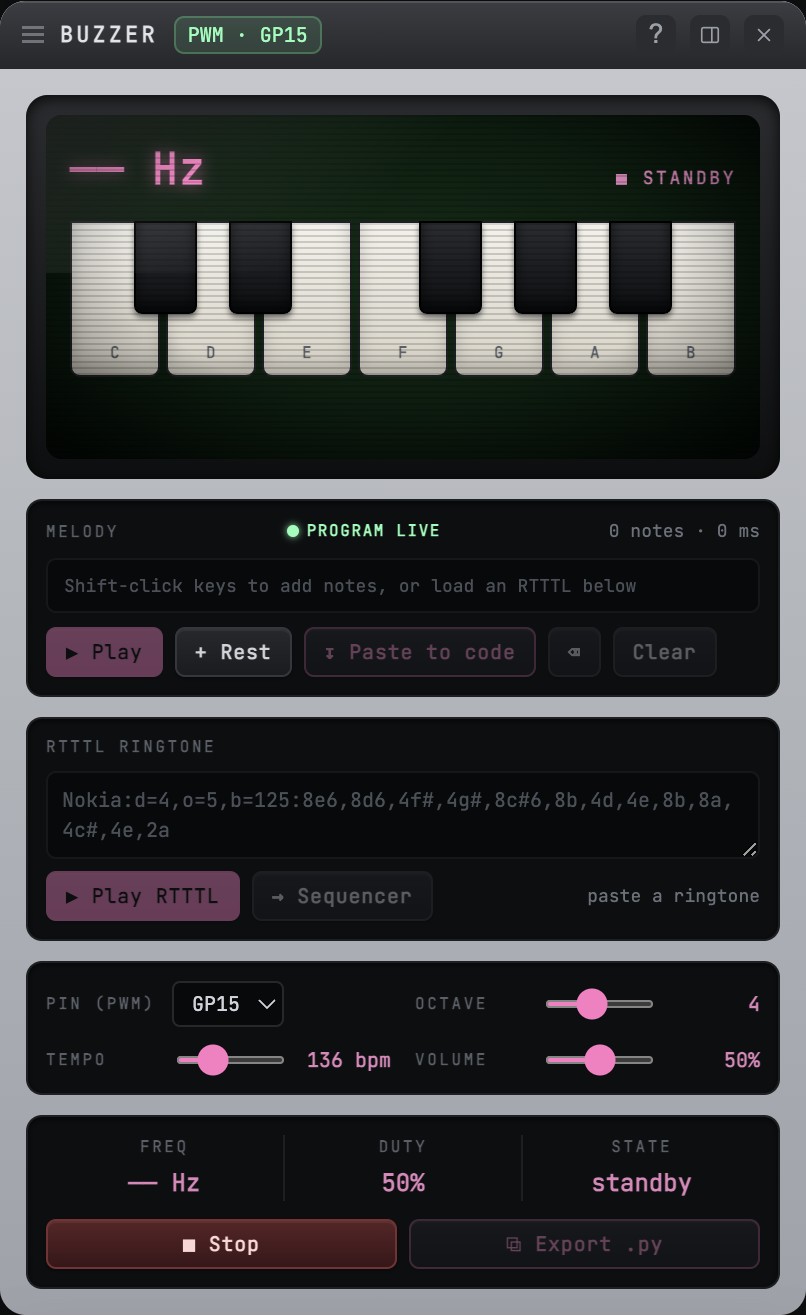 BUZZER PWM · GP15 ?
—— Hz
■ STANDBY
C D E F G A B
MELODY ● PROGRAM LIVE 0 notes · 0 ms
Shift-click keys to add notes, or load an RTTTL below
▶ Play + Rest ↧ Paste to code ⌫ Clear
RTTTL RINGTONE
Nokia:d=4,o=5,b=125:8e6,8d6,4f#,4g#,8c#6,8b,4d,4e,8b,8a,
4c#,4e,2a
▶ Play RTTTL → Sequencer paste a ringtone
PIN (PWM) GP15 OCTAVE 4
TEMPO 136 bpm VOLUME 50%
FREQ DUTY STATE
—— Hz 50% standby
■ Stop ⧉ Export .py